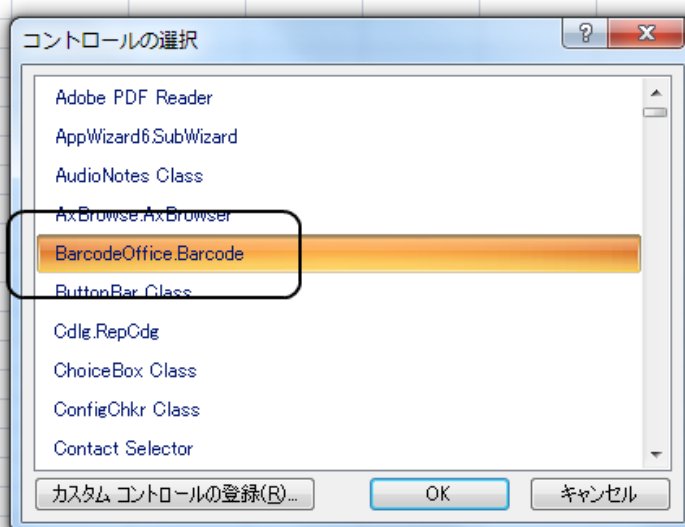 コントロールの選択
Adobe PDF Reader
AppWizard6.SubWizard
AudioNotes Class
AxBrowse.AxBrowser
BarcodeOffice.Barcode
ButtonBar Class
Cdlg.RepCdg
ChoiceBox Class
ConfigChkr Class
Contact Selector
カスタム コントロールの登録(R)... OK キャンセル